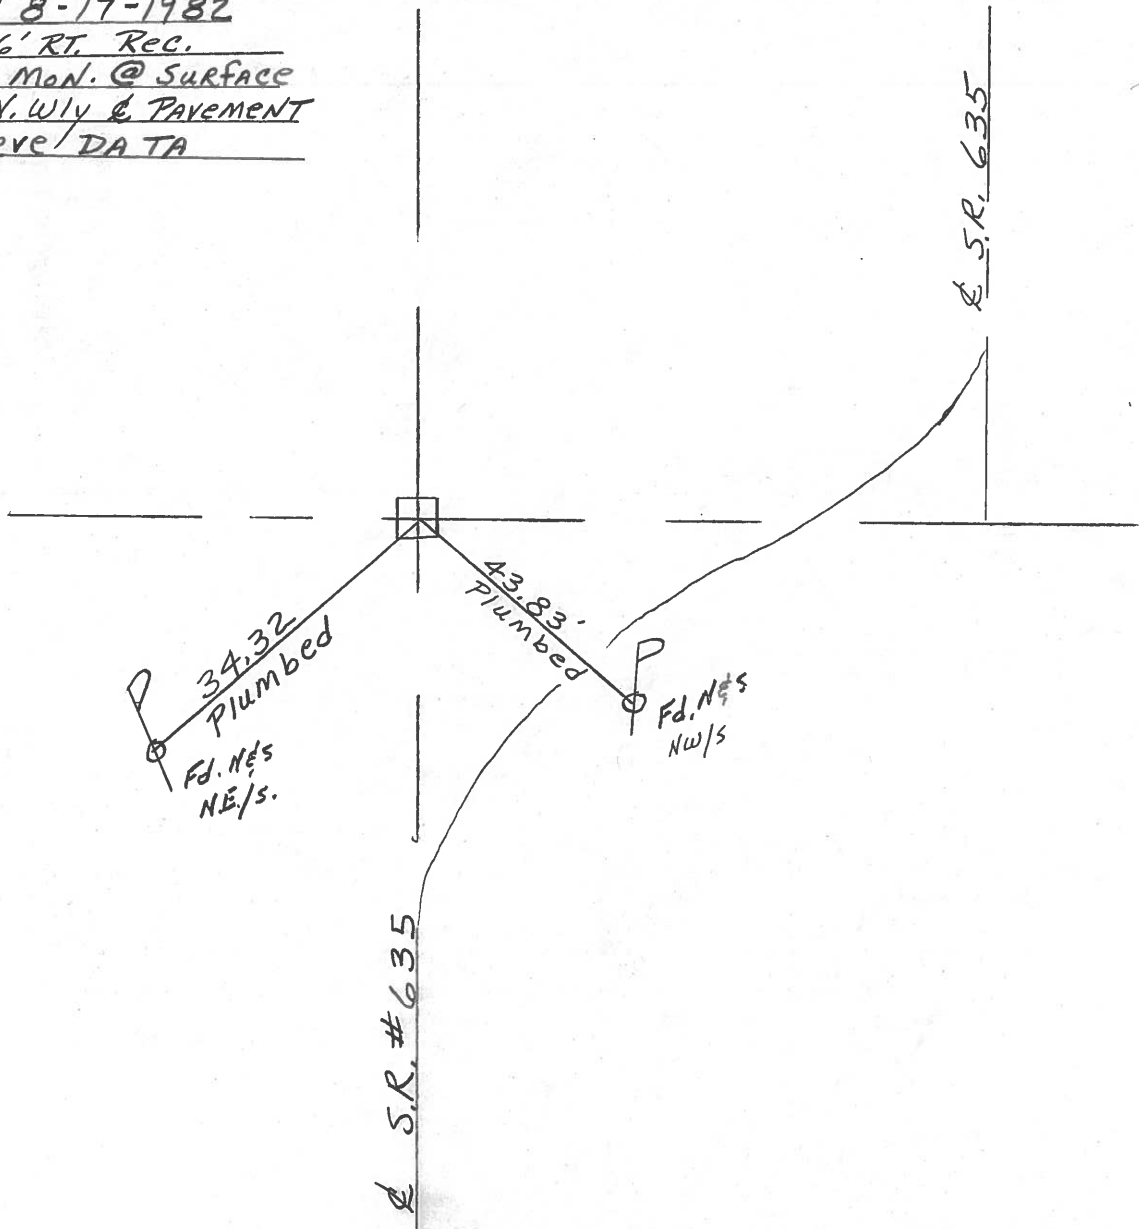 8-17-1982
6' RT. Rec.
MON. @ SURFACE
Wly ℄ PAVEMENT
DATA
℄ S.R. 635
43.83'
Plumbed
34.32
Plumbed
Fd. N&S
NW/S
Fd. N&S
NE/S.
℄ S.R. #635